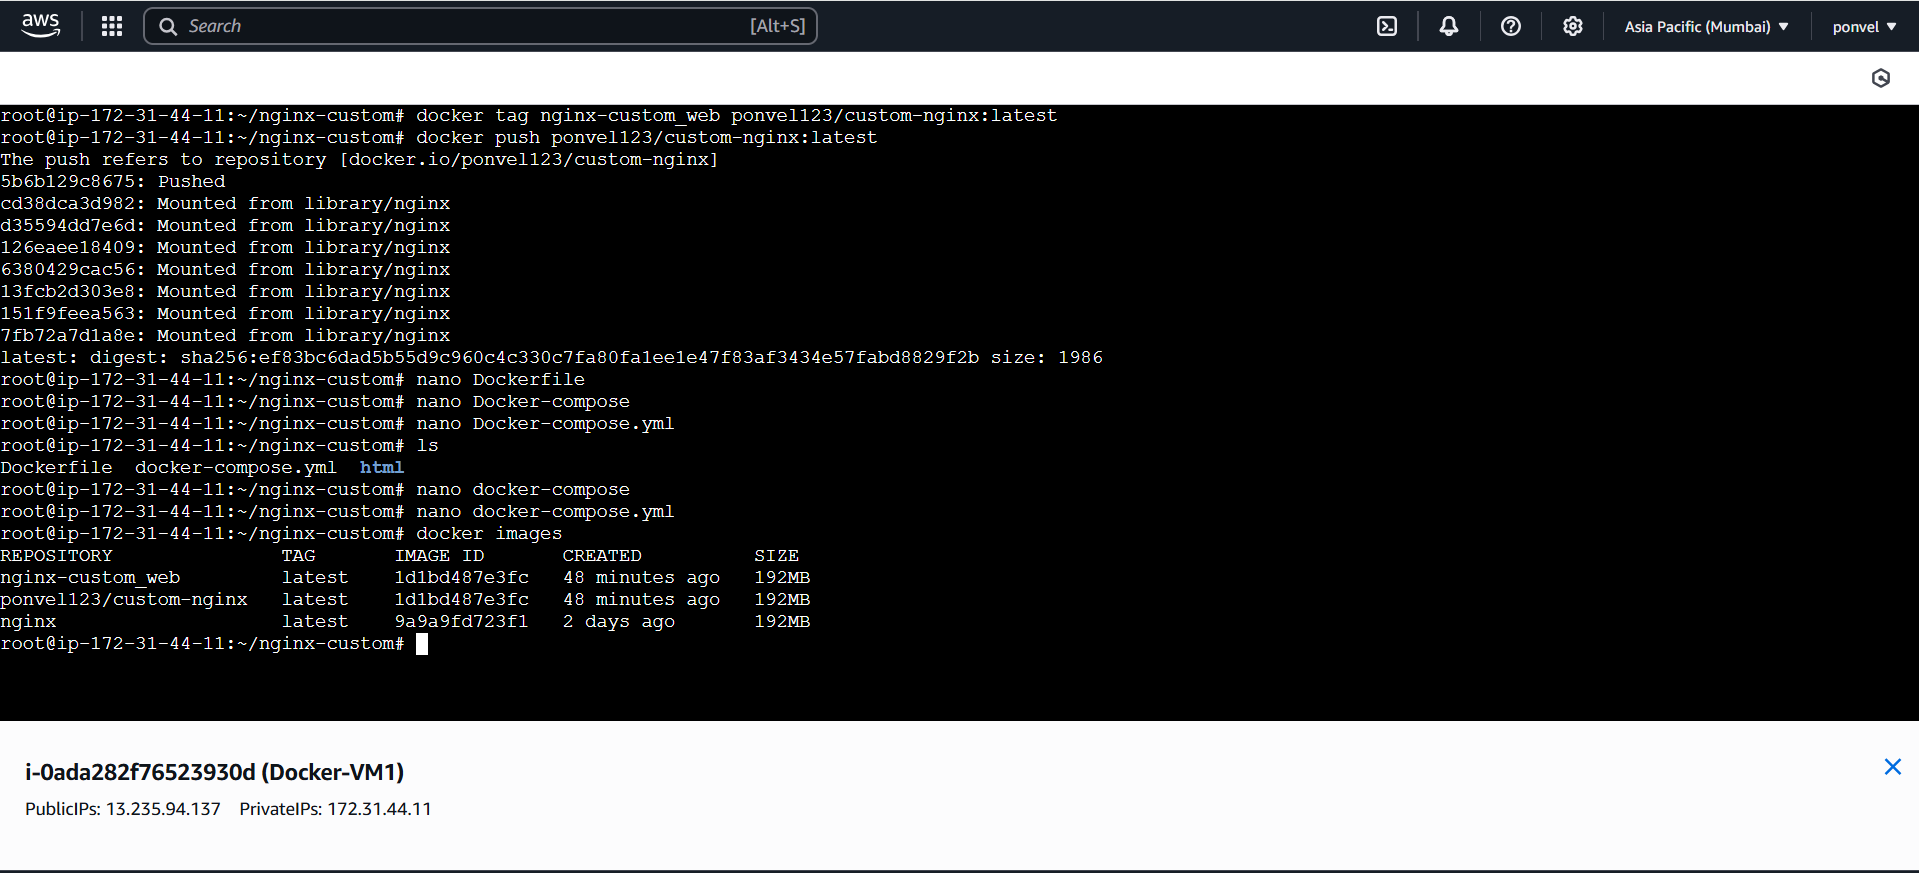 aws
Search [Alt+S]
Asia Pacific (Mumbai) ponvel
root@ip-172-31-44-11:~/nginx-custom# docker tag nginx-custom_web ponvel123/custom-nginx:latest
root@ip-172-31-44-11:~/nginx-custom# docker push ponvel123/custom-nginx:latest
The push refers to repository [docker.io/ponvel123/custom-nginx]
5b6b129c8675: Pushed
cd38dca3d982: Mounted from library/nginx
d35594dd7e6d: Mounted from library/nginx
126eaee18409: Mounted from library/nginx
6380429cac56: Mounted from library/nginx
13fcb2d303e8: Mounted from library/nginx
151f9feea563: Mounted from library/nginx
7fb72a7d1a8e: Mounted from library/nginx
latest: digest: sha256:ef83bc6dad5b55d9c960c4c330c7fa80fa1ee1e47f83af3434e57fabd8829f2b size: 1986
root@ip-172-31-44-11:~/nginx-custom# nano Dockerfile
root@ip-172-31-44-11:~/nginx-custom# nano Docker-compose
root@ip-172-31-44-11:~/nginx-custom# nano Docker-compose.yml
root@ip-172-31-44-11:~/nginx-custom# ls
Dockerfile  docker-compose.yml  html
root@ip-172-31-44-11:~/nginx-custom# nano docker-compose
root@ip-172-31-44-11:~/nginx-custom# nano docker-compose.yml
root@ip-172-31-44-11:~/nginx-custom# docker images
REPOSITORY               TAG       IMAGE ID       CREATED          SIZE
nginx-custom_web         latest    1d1bd487e3fc   48 minutes ago   192MB
ponvel123/custom-nginx   latest    1d1bd487e3fc   48 minutes ago   192MB
nginx                    latest    9a9a9fd723f1   2 days ago       192MB
root@ip-172-31-44-11:~/nginx-custom#
i-0ada282f76523930d (Docker-VM1)
PublicIPs: 13.235.94.137 PrivateIPs: 172.31.44.11